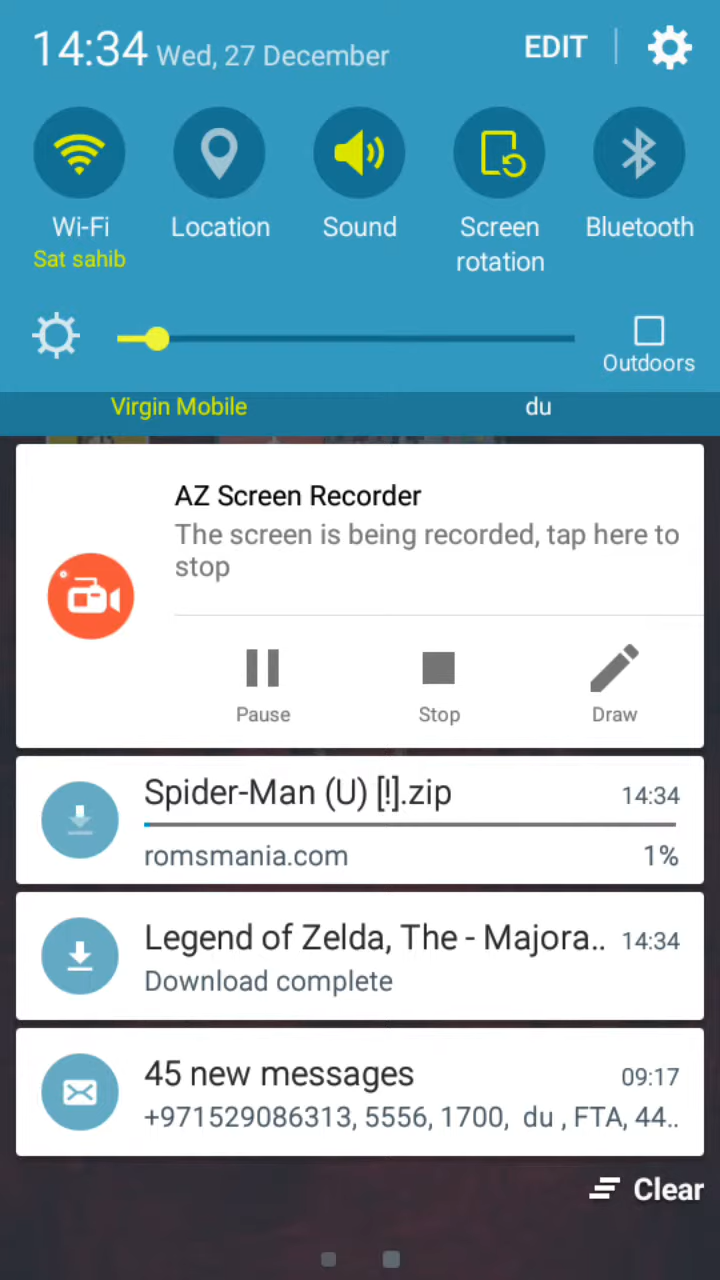 14:34 Wed, 27 December EDIT
Wi-Fi Location Sound Screen rotation Bluetooth
Sat sahib
Outdoors
Virgin Mobile du
AZ Screen Recorder
The screen is being recorded, tap here to
stop
Pause Stop Draw
Spider-Man (U) [!].zip 14:34
romsmania.com 1%
Legend of Zelda, The - Majora.. 14:34
Download complete
45 new messages 09:17
+971529086313, 5556, 1700, du , FTA, 44..
Clear